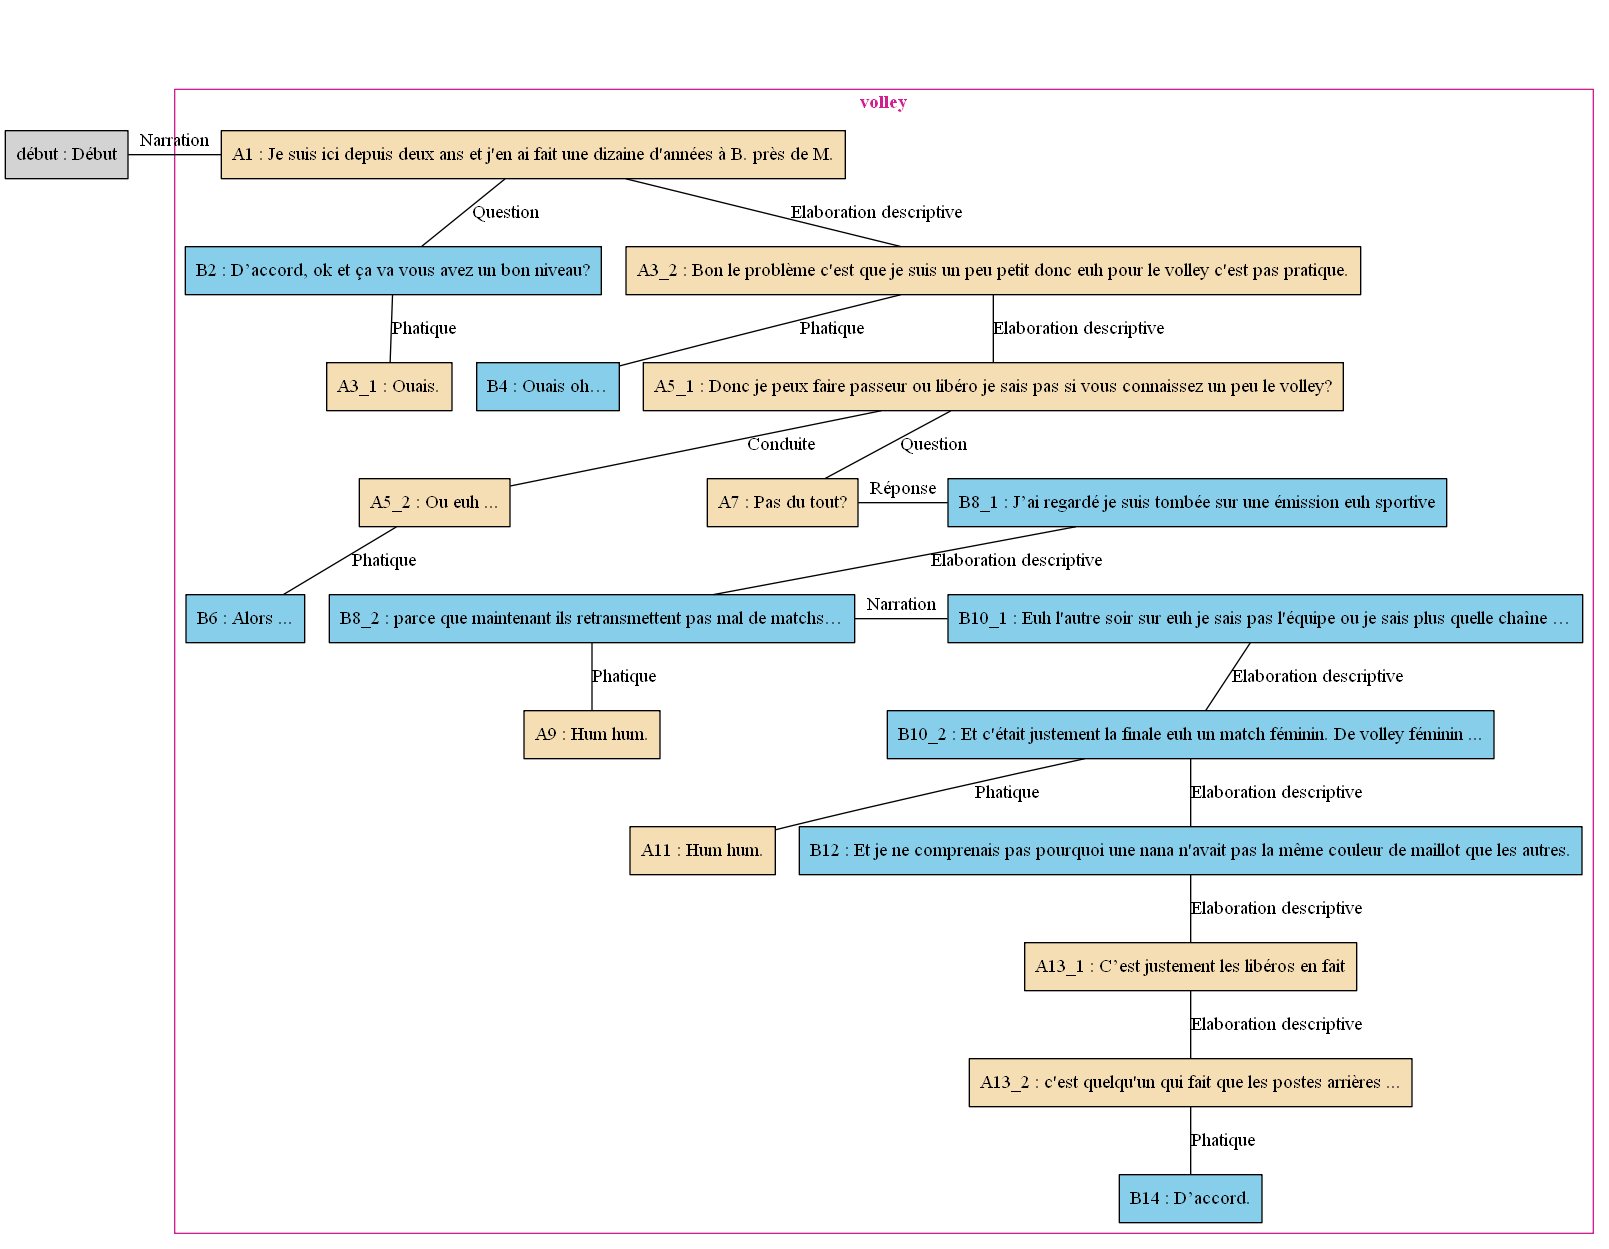 volley
début : Début
Narration
A1 : Je suis ici depuis deux ans et j'en ai fait une dizaine d'années à B. près de M.
Question
Elaboration descriptive
B2 : D’accord, ok et ça va vous avez un bon niveau?
A3_2 : Bon le problème c'est que je suis un peu petit donc euh pour le volley c'est pas pratique.
Phatique
Phatique
Elaboration descriptive
A3_1 : Ouais.
B4 : Ouais oh…
A5_1 : Donc je peux faire passeur ou libéro je sais pas si vous connaissez un peu le volley?
Conduite
Question
A5_2 : Ou euh ...
A7 : Pas du tout?
Réponse
B8_1 : J’ai regardé je suis tombée sur une émission euh sportive
Phatique
Elaboration descriptive
B6 : Alors ...
B8_2 : parce que maintenant ils retransmettent pas mal de matchs…
Narration
B10_1 : Euh l'autre soir sur euh je sais pas l'équipe ou je sais plus quelle chaîne …
Phatique
Elaboration descriptive
A9 : Hum hum.
B10_2 : Et c'était justement la finale euh un match féminin. De volley féminin ...
Phatique
Elaboration descriptive
A11 : Hum hum.
B12 : Et je ne comprenais pas pourquoi une nana n'avait pas la même couleur de maillot que les autres.
Elaboration descriptive
A13_1 : C’est justement les libéros en fait
Elaboration descriptive
A13_2 : c'est quelqu'un qui fait que les postes arrières ...
Phatique
B14 : D’accord.